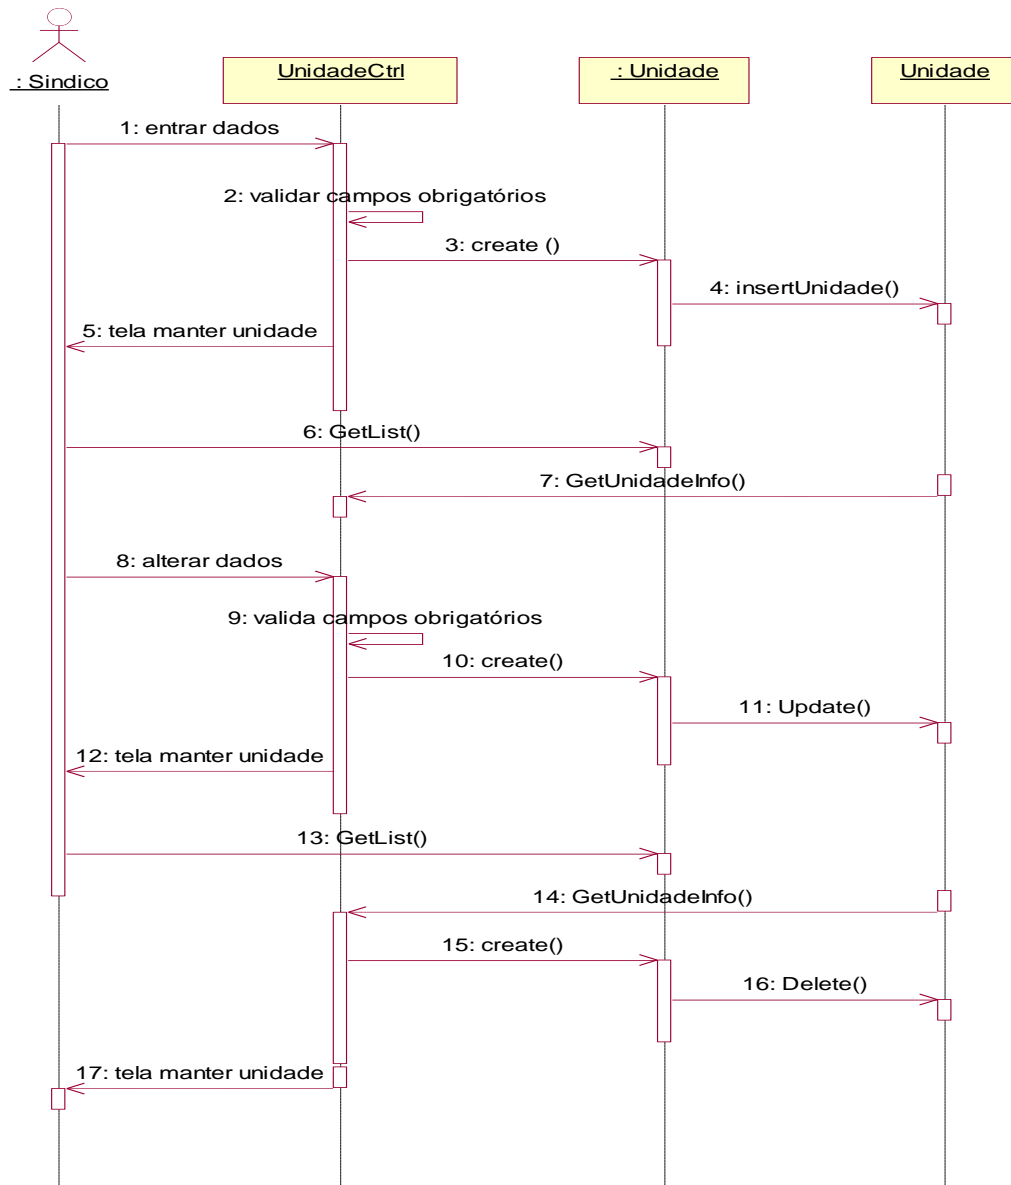 : Sindico
UnidadeCtrl
: Unidade
Unidade
1: entrar dados
2: validar campos obrigatórios
3: create ()
4: insertUnidade()
5: tela manter unidade
6: GetList()
7: GetUnidadeInfo()
8: alterar dados
9: valida campos obrigatórios
10: create()
11: Update()
12: tela manter unidade
13: GetList()
14: GetUnidadeInfo()
15: create()
16: Delete()
17: tela manter unidade